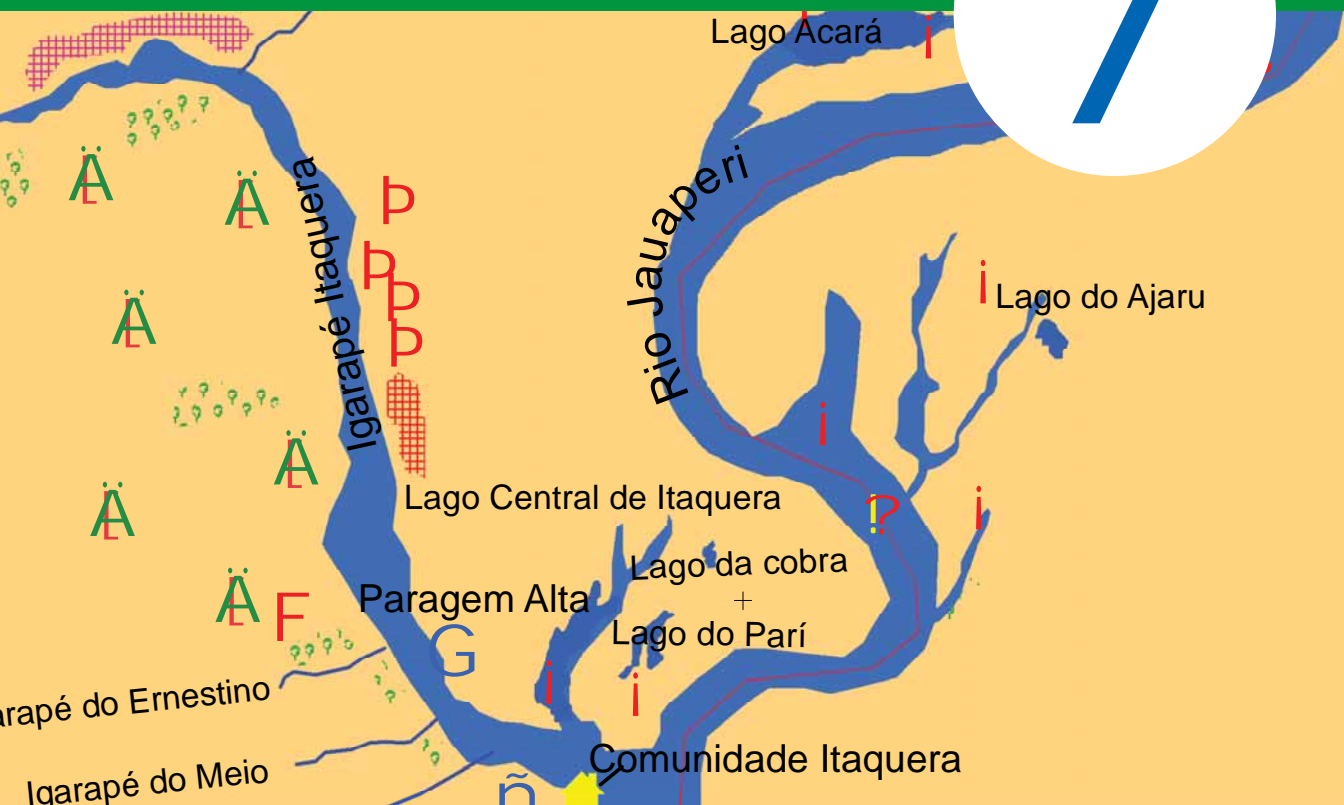 Lago Acará
7
Rio Jauaperi
Igarapé Itaquera
Lago do Ajaru
Lago Central de Itaquera
Lago da cobra
Paragem Alta
Lago do Parí
arapé do Ernestino
Igarapé do Meio
Comunidade Itaquera
Ä
L
Ä
L
Þ
Þ
Þ
Þ
Ä
L
Ä
L
Ä
L
Ä
L
F
G
ñ
¡
¡
¡
¡
?
¡
¡
¡